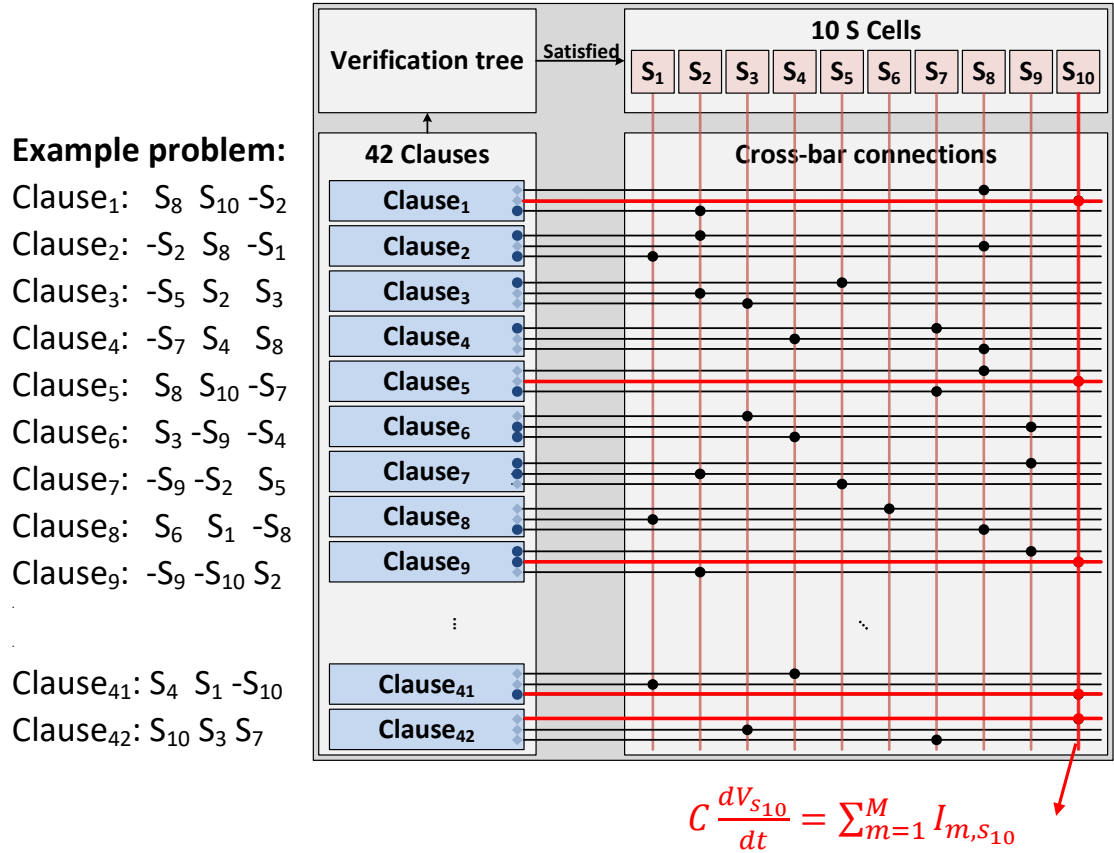 Verification tree
Satisfied
10 S Cells
S₁ S₂ S₃ S₄ S₅ S₆ S₇ S₈ S₉ S₁₀
Example problem:
Clause₁: S₈ S₁₀ -S₂
Clause₂: -S₂ S₈ -S₁
Clause₃: -S₅ S₂ S₃
Clause₄: -S₇ S₄ S₈
Clause₅: S₈ S₁₀ -S₇
Clause₆: S₃ -S₉ -S₄
Clause₇: -S₉ -S₂ S₅
Clause₈: S₆ S₁ -S₈
Clause₉: -S₉ -S₁₀ S₂
.
.
Clause₄₁: S₄ S₁ -S₁₀
Clause₄₂: S₁₀ S₃ S₇
42 Clauses
Clause₁
Clause₂
Clause₃
Clause₄
Clause₅
Clause₆
Clause₇
Clause₈
Clause₉
...
Clause₄₁
Clause₄₂
Cross-bar connections
...
C dV_{s₁₀}/dt = ∑_{m=1}^{M} I_{m,s₁₀}